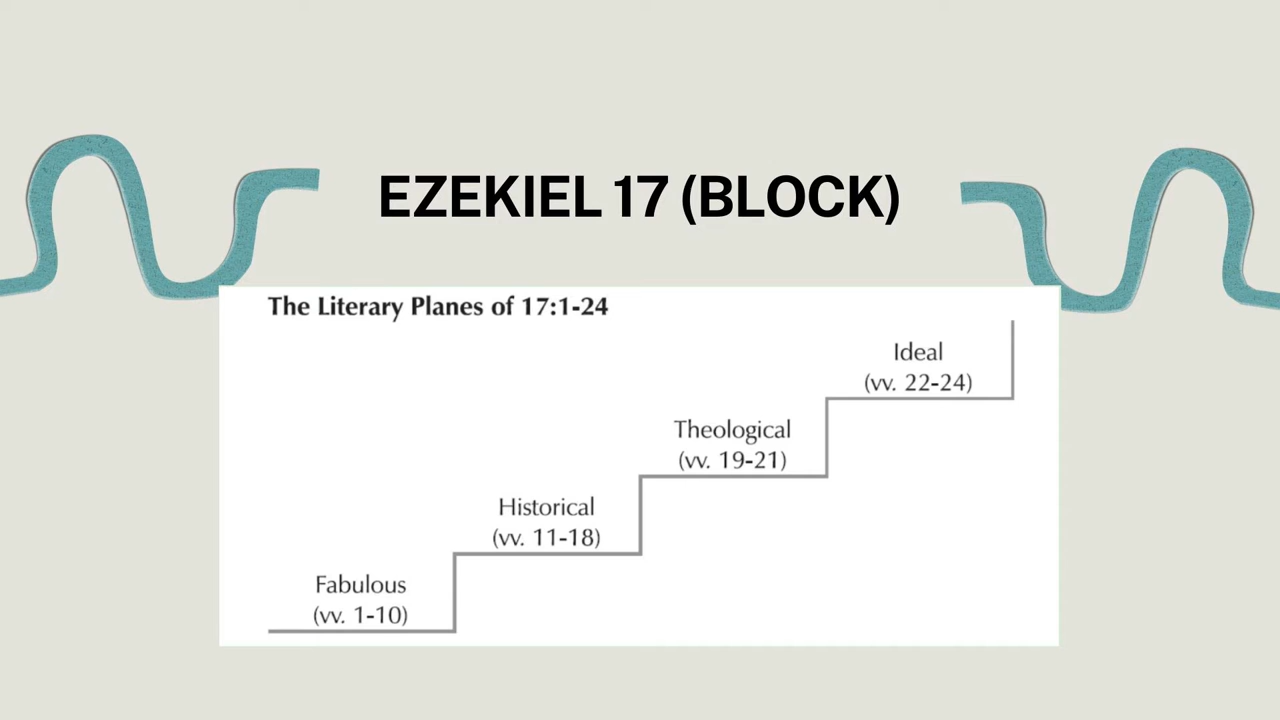 EZEKIEL 17 (BLOCK)
The Literary Planes of 17:1-24
Ideal
(vv. 22-24)
Theological
(vv. 19-21)
Historical
(vv. 11-18)
Fabulous
(vv. 1-10)